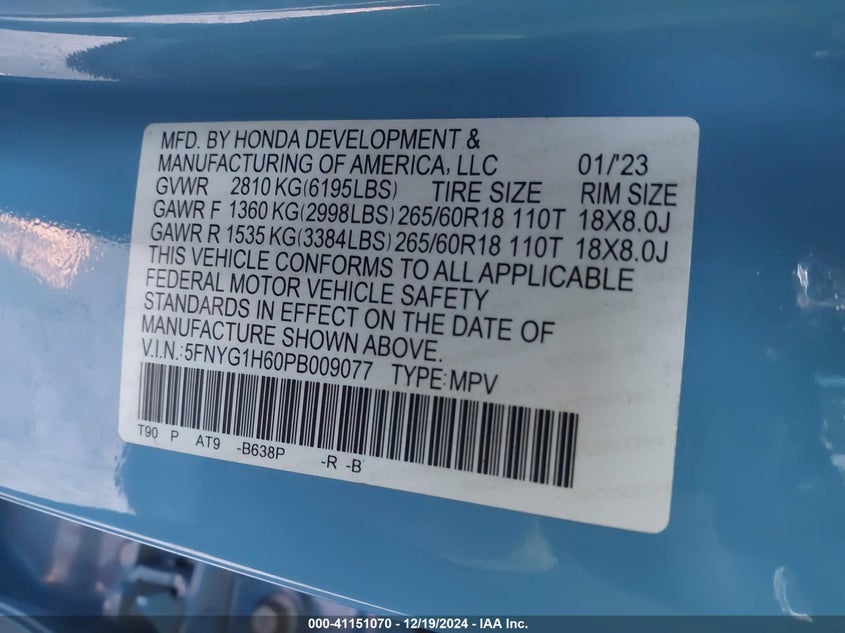 MFD. BY HONDA DEVELOPMENT &
MANUFACTURING OF AMERICA, LLC 01/'23
GVWR 2810 KG(6195LBS) TIRE SIZE RIM SIZE
GAWR F 1360 KG(2998LBS) 265/60R18 110T 18X8.0J
GAWR R 1535 KG(3384LBS) 265/60R18 110T 18X8.0J
THIS VEHICLE CONFORMS TO ALL APPLICABLE
FEDERAL MOTOR VEHICLE SAFETY
STANDARDS IN EFFECT ON THE DATE OF
MANUFACTURE SHOWN ABOVE.
V.I.N.:5FNYG1H60PB009077 TYPE:MPV
T90 P AT9 -B638P -R -B
000-41151070 - 12/19/2024 - IAA Inc.